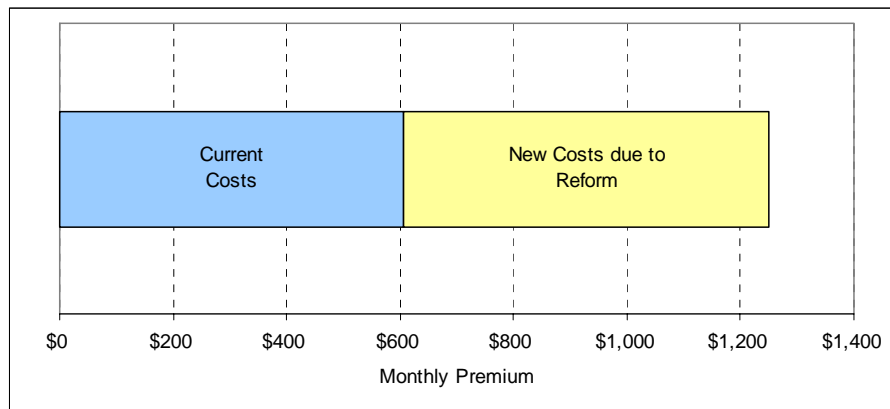 Current
Costs
New Costs due to
Reform
$0 $200 $400 $600 $800 $1,000 $1,200 $1,400
Monthly Premium